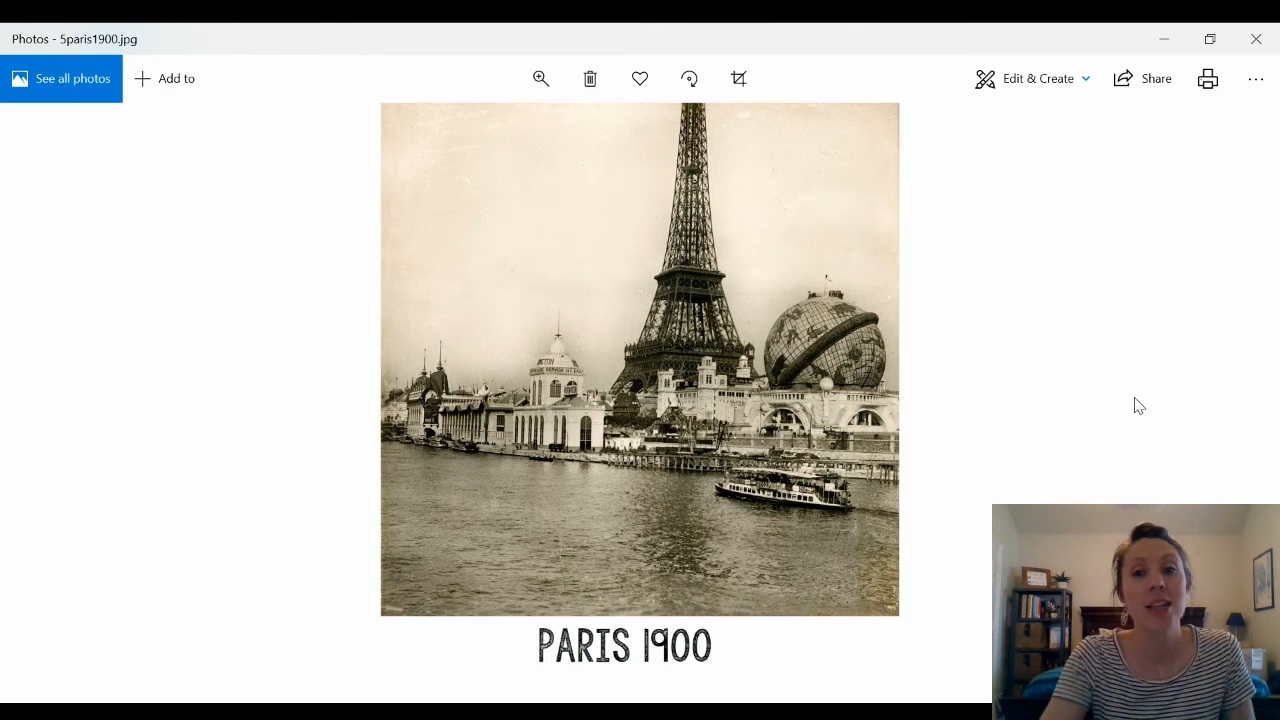 Photos - 5paris1900.jpg
See all photos
Add to
Edit & Create
Share
PARIS 1900